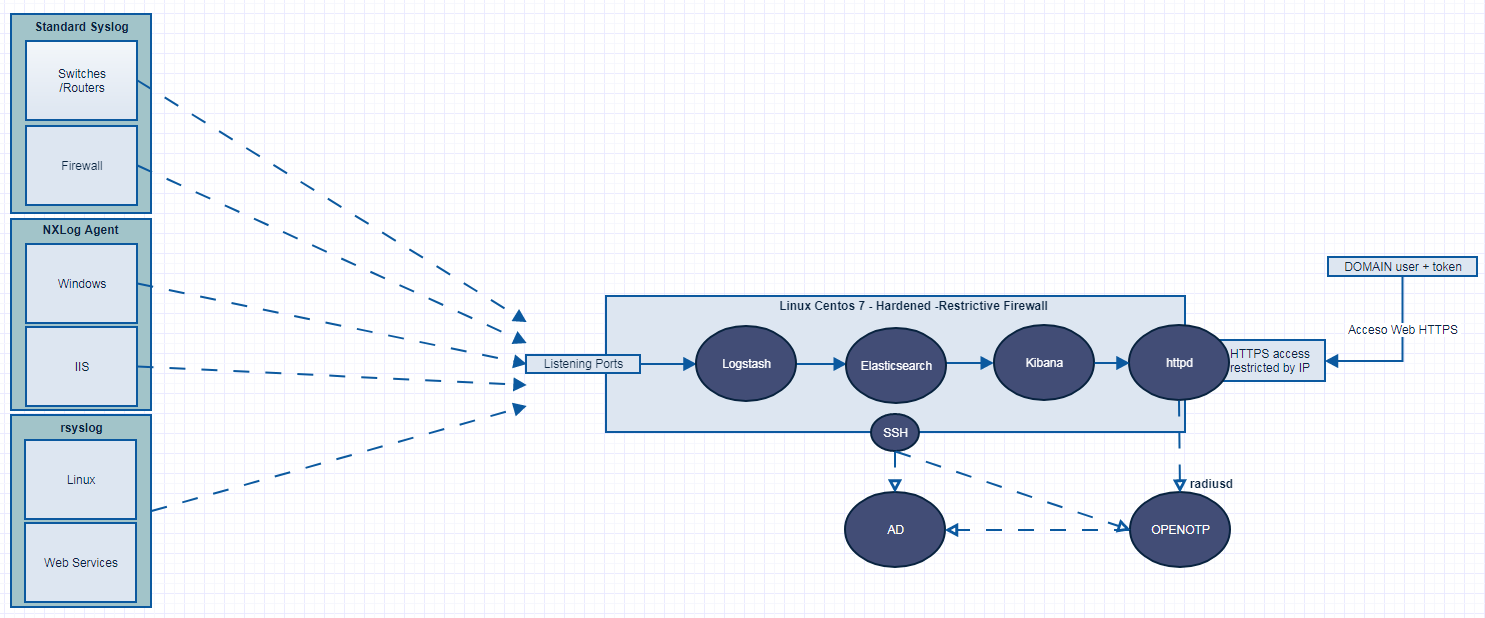 Standard Syslog
Switches
/Routers
Firewall
NXLog Agent
Windows
IIS
rsyslog
Linux
Web Services
Listening Ports
Linux Centos 7 - Hardened -Restrictive Firewall
Logstash
Elasticsearch
Kibana
httpd
HTTPS access
restricted by IP
DOMAIN user + token
Acceso Web HTTPS
SSH
radiusd
AD
OPENOTP